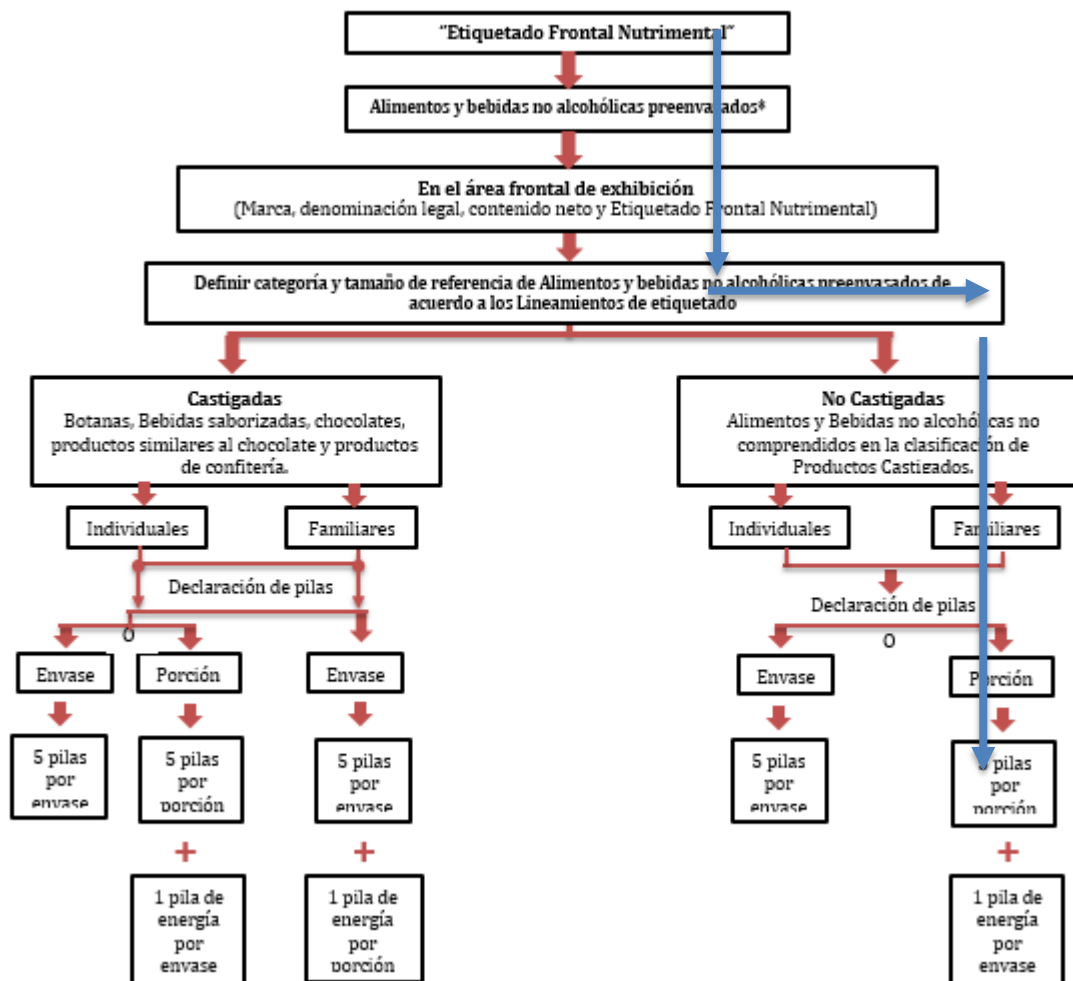 “Etiquetado Frontal Nutrimental”
Alimentos y bebidas no alcohólicas preenvasados*
En el área frontal de exhibición
(Marca, denominación legal, contenido neto y Etiquetado Frontal Nutrimental)
Definir categoría y tamaño de referencia de Alimentos y bebidas no alcohólicas preenvasados de
acuerdo a los Lineamientos de etiquetado
Castigadas
Botanas, Bebidas saborizadas, chocolates,
productos similares al chocolate y productos
de confitería.
No Castigadas
Alimentos y Bebidas no alcohólicas no
comprendidos en la clasificación de
Productos Castigados.
Individuales
Familiares
Individuales
Familiares
Declaración de pilas
Declaración de pilas
O
O
Envase
Porción
Envase
Envase
Porción
5 pilas
por
envase
5 pilas
por
porción
5 pilas
por
envase
5 pilas
por
envase
5 pilas
por
porción
+
+
+
1 pila de
energía
por
envase
1 pila de
energía
por
porción
1 pila de
energía
por
envase